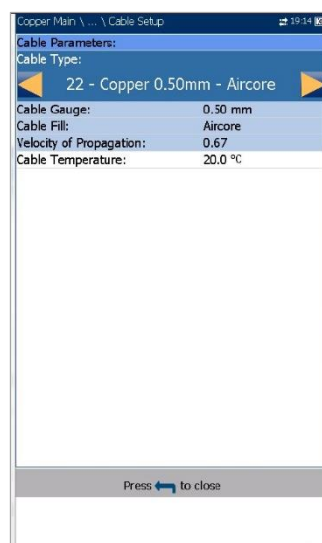 Copper Main \ ... \ Cable Setup 19:14
Cable Parameters:
Cable Type:
22 - Copper 0.50mm - Aircore
Cable Gauge: 0.50 mm
Cable Fill: Aircore
Velocity of Propagation: 0.67
Cable Temperature: 20.0 °C
Press to close